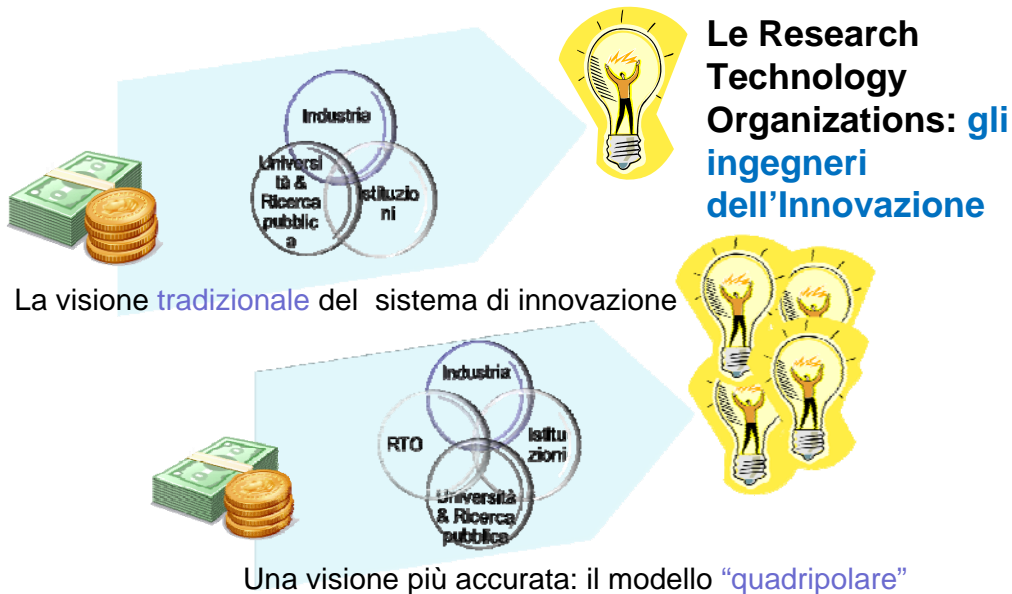 Le Research
Technology
Organizations: gli
ingegneri
dell’Innovazione
Industria
Universi
tà &
Ricerca
pubblic
a
Istituzio
ni
La visione tradizionale del sistema di innovazione
Industria
RTO
Istitu
zioni
Università
& Ricerca
pubblica
Una visione più accurata: il modello “quadripolare”